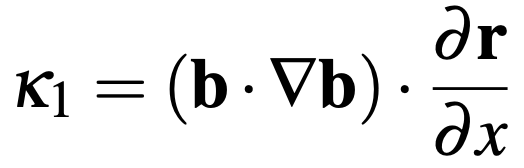 κ₁ = (𝐛 · ∇𝐛) · ∂𝐫/∂x